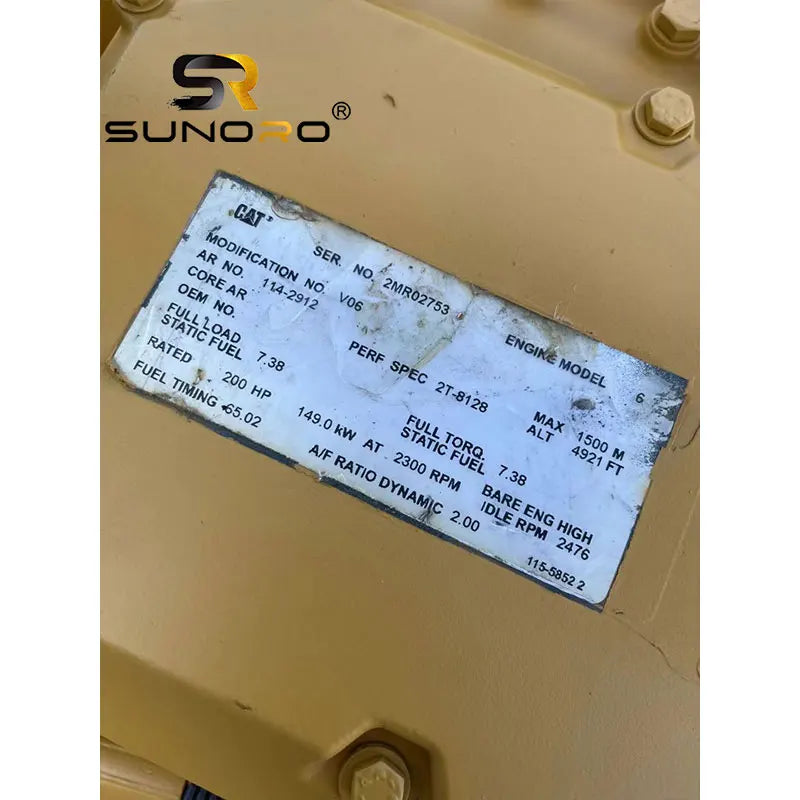 SR
SUNORO®
CAT
SER. NO. 2MR02753
MODIFICATION NO. V06
ENGINE MODEL 6
AR NO. 114-2912
CORE AR
OEM NO.
PERF SPEC 2T-8128
MAX ALT 1500 M 4921 FT
FULL LOAD
STATIC FUEL 7.38
FULL TORQ.
STATIC FUEL 7.38
RATED 200 HP 149.0 kW AT 2300 RPM
BARE ENG HIGH
IDLE RPM 2476
FUEL TIMING -65.02
A/F RATIO DYNAMIC 2.00
115-5852 2